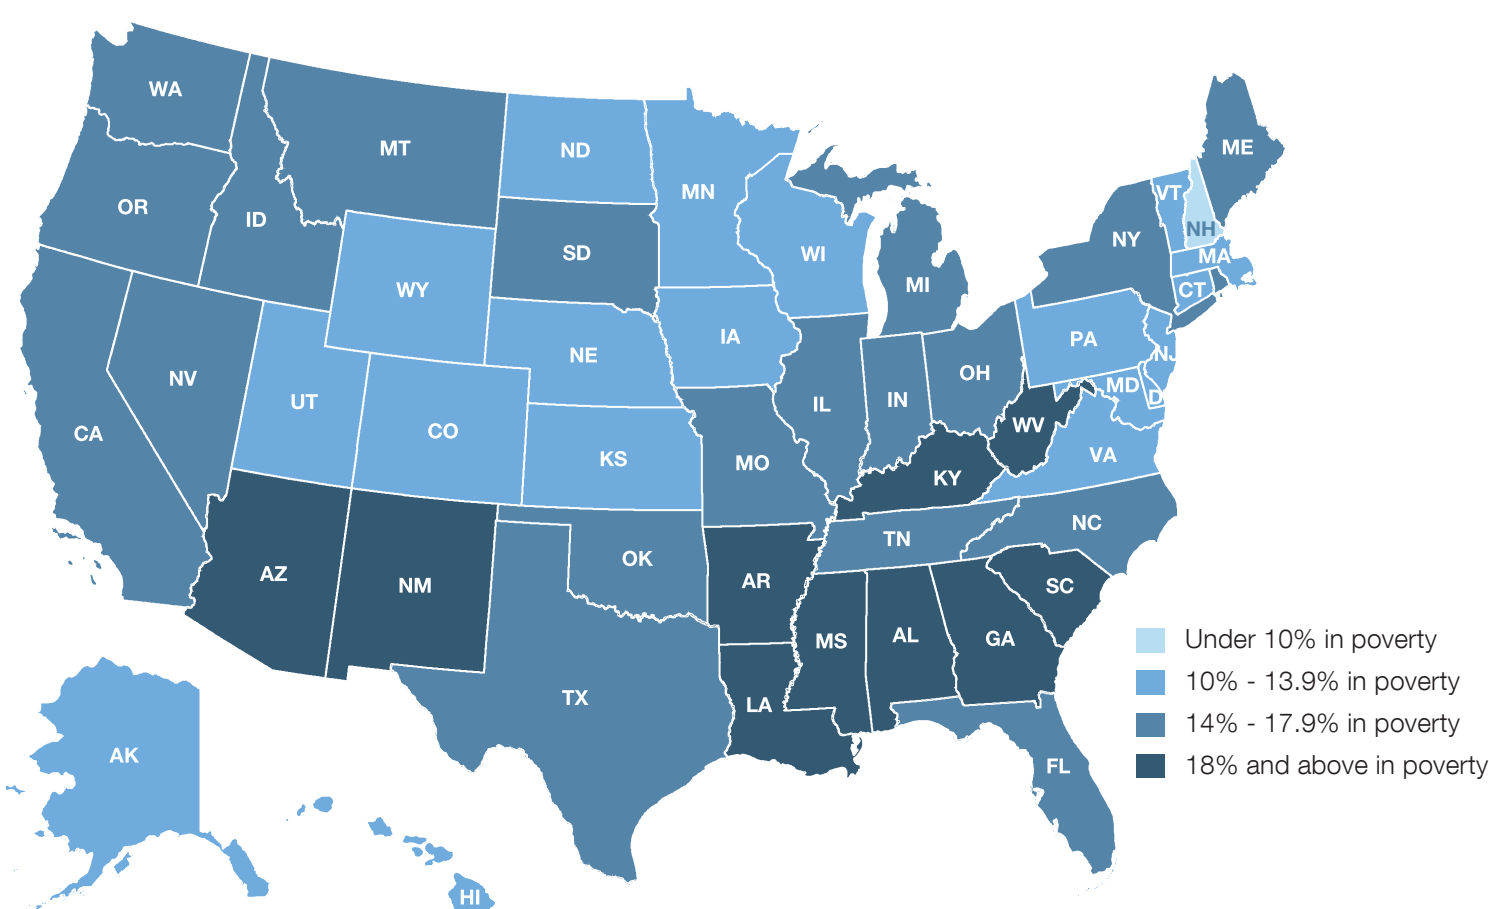 WA
MT
ND
MN
ME
OR
ID
SD
WI
MI
NY
VT
NH
MA
CT
WY
NE
IA
PA
NJ
NV
UT
CO
KS
MO
IL
IN
OH
WV
MD
D
VA
CA
KY
AZ
NM
OK
AR
TN
NC
SC
MS
AL
GA
TX
LA
FL
AK
HI
Under 10% in poverty
10% - 13.9% in poverty
14% - 17.9% in poverty
18% and above in poverty